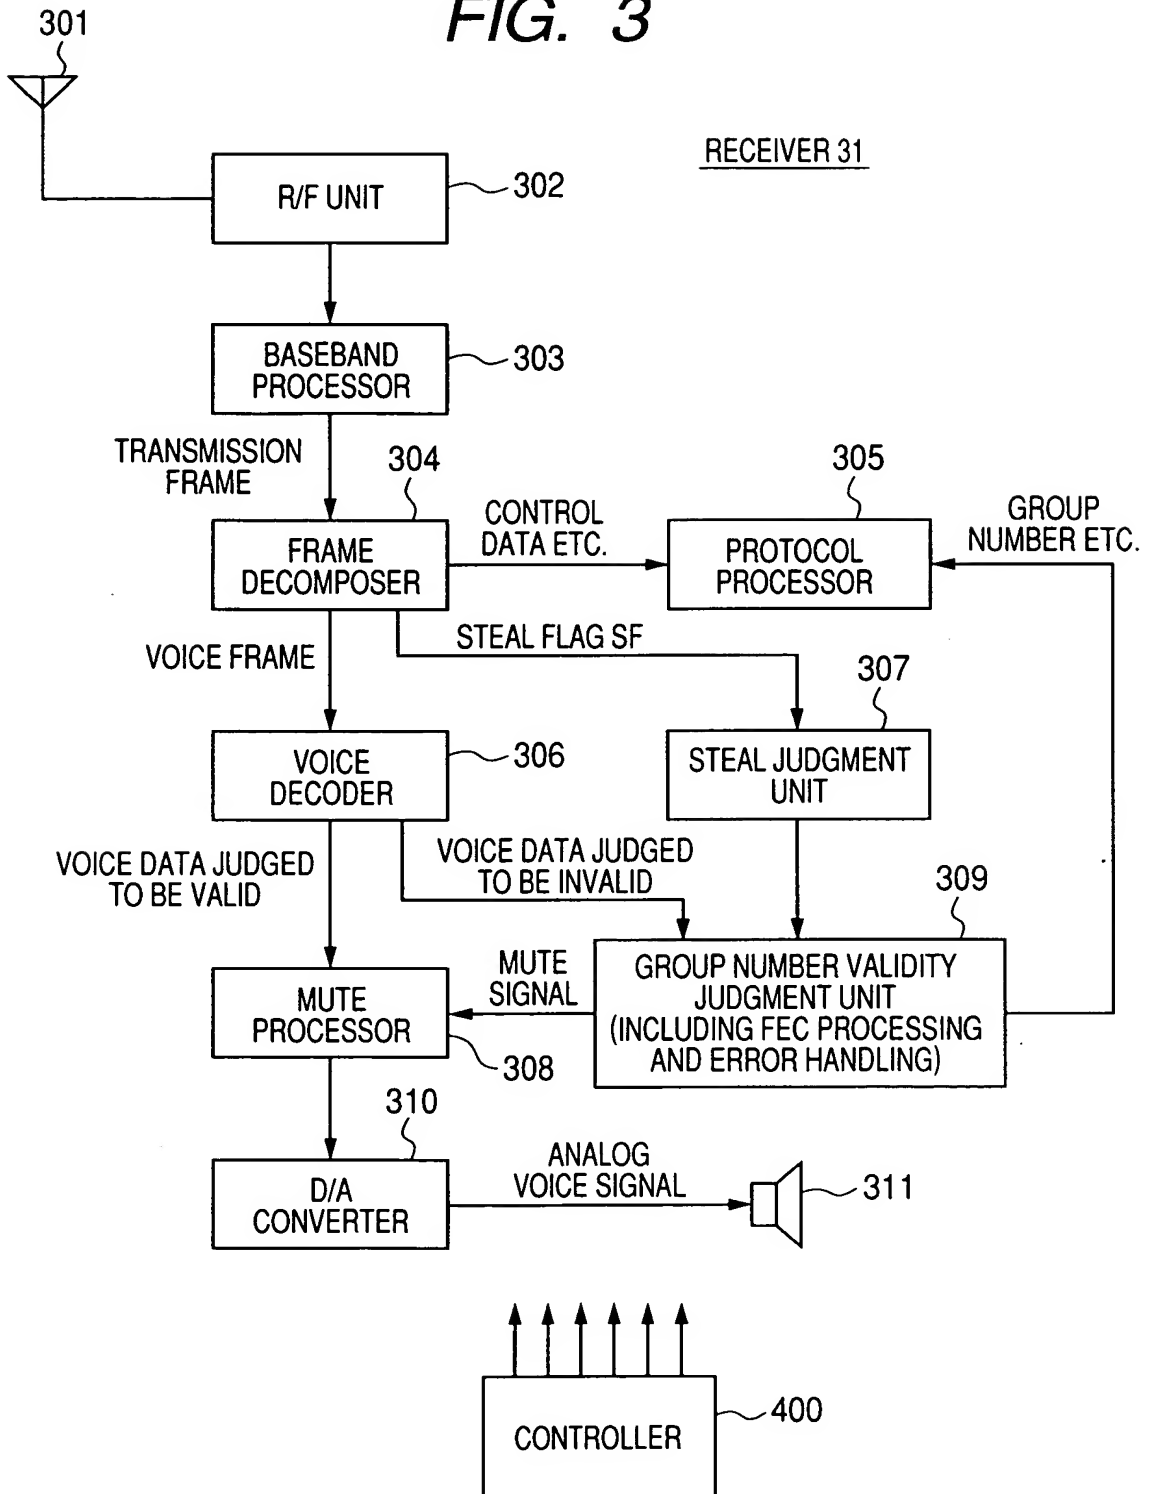 FIG. 3
301
RECEIVER 31
R/F UNIT
302
BASEBAND
PROCESSOR
303
TRANSMISSION
FRAME
304
305
CONTROL
DATA ETC.
GROUP
NUMBER ETC.
FRAME
DECOMPOSER
PROTOCOL
PROCESSOR
STEAL FLAG SF
VOICE FRAME
307
VOICE
DECODER
306
STEAL JUDGMENT
UNIT
VOICE DATA JUDGED
TO BE VALID
VOICE DATA JUDGED
TO BE INVALID
309
MUTE
SIGNAL
GROUP NUMBER VALIDITY
JUDGMENT UNIT
(INCLUDING FEC PROCESSING
AND ERROR HANDLING)
MUTE
PROCESSOR
308
310
D/A
CONVERTER
ANALOG
VOICE SIGNAL
311
CONTROLLER
400